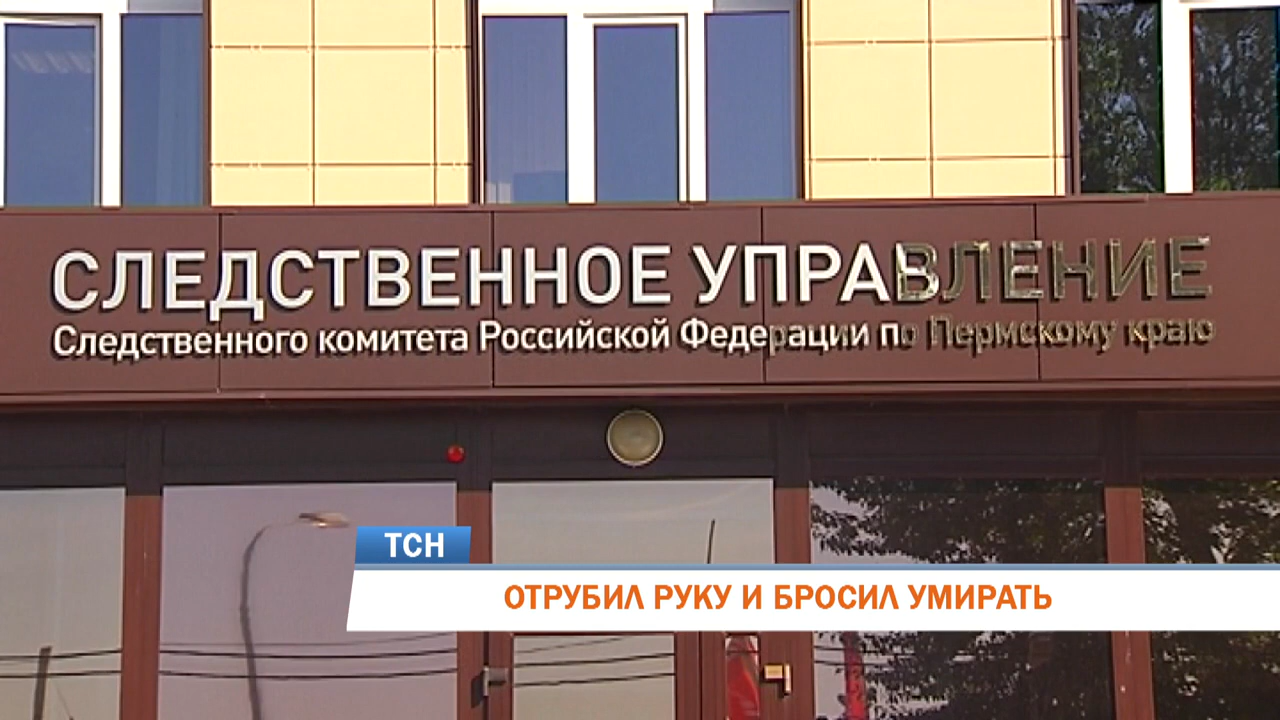 СЛЕДСТВЕННОЕ УПРАВЛЕНИЕ
Следственного комитета Российской Федерации по Пермскому краю
ТСН
ОТРУБИЛ РУКУ И БРОСИЛ УМИРАТЬ